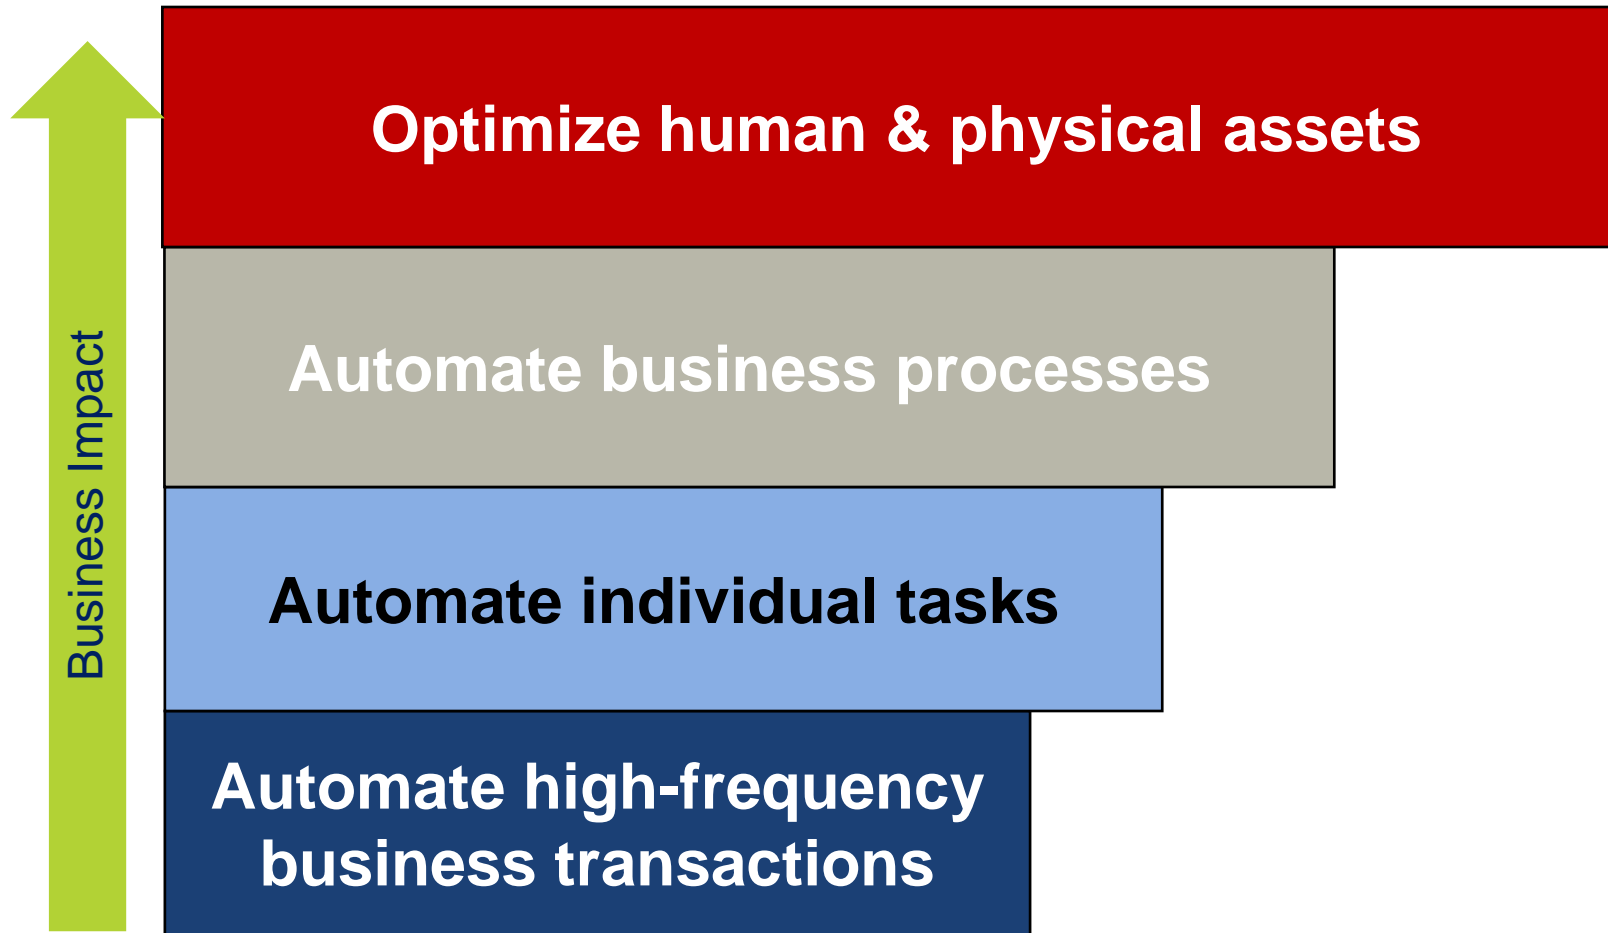 Optimize human & physical assets
Automate business processes
Business Impact
Automate individual tasks
Automate high-frequency
business transactions